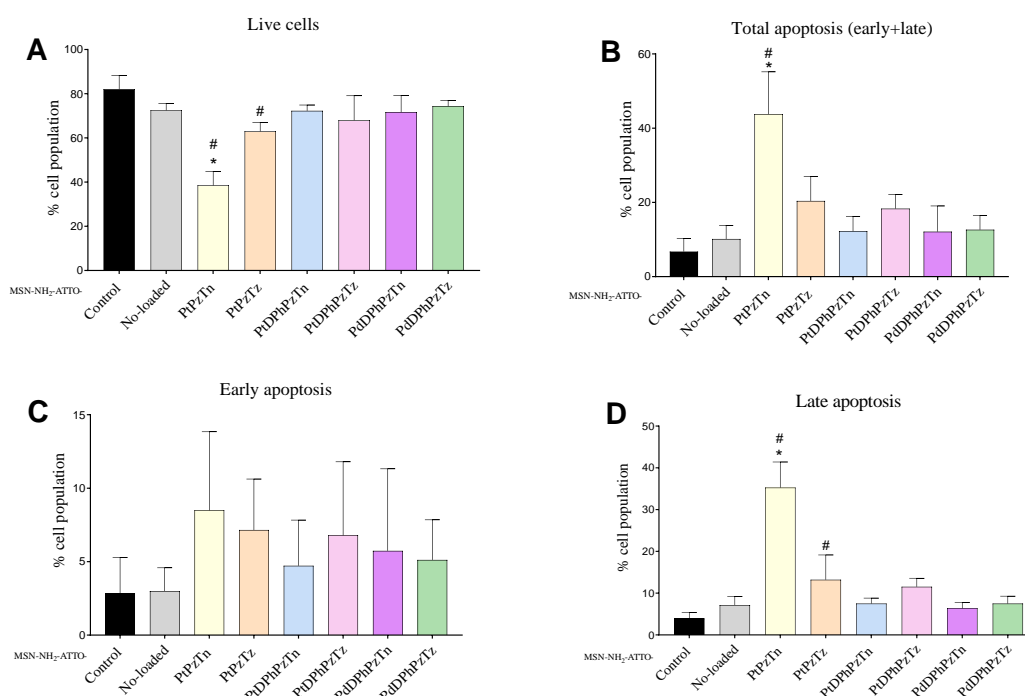 A
Live cells
% cell population
100
80
60
40
20
0
#
*
#
MSN-NH2-ATTO-
Control
No-loaded
PtPzTn
PtPzTz
PtDPhPzTn
PtDPhPzTz
PdDPhPzTn
PdDPhPzTz
B
Total apoptosis (early+late)
% cell population
60
40
20
0
#
*
MSN-NH2-ATTO-
Control
No-loaded
PtPzTn
PtPzTz
PtDPhPzTn
PtDPhPzTz
PdDPhPzTn
PdDPhPzTz
C
Early apoptosis
% cell population
15
10
5
0
MSN-NH2-ATTO-
Control
No-loaded
PtPzTn
PtPzTz
PtDPhPzTn
PtDPhPzTz
PdDPhPzTn
PdDPhPzTz
D
Late apoptosis
% cell population
50
40
30
20
10
0
#
*
#
MSN-NH2-ATTO-
Control
No-loaded
PtPzTn
PtPzTz
PtDPhPzTn
PtDPhPzTz
PdDPhPzTn
PdDPhPzTz